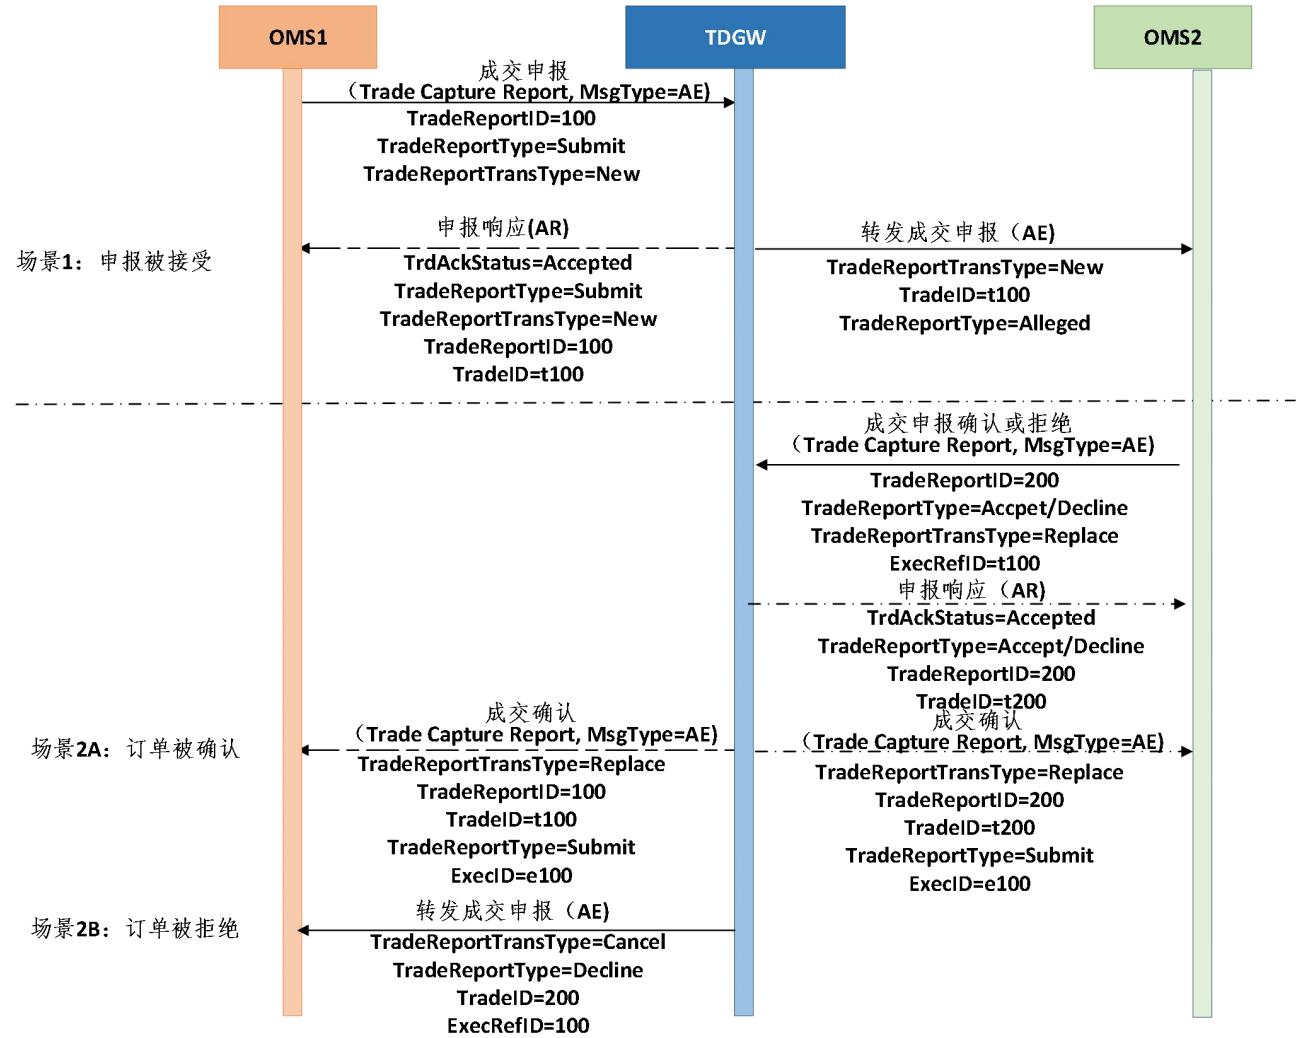 OMS1
TDGW
OMS2
成交申报
（Trade Capture Report, MsgType=AE)
TradeReportID=100
TradeReportType=Submit
TradeReportTransType=New
场景1：申报被接受
申报响应(AR)
TrdAckStatus=Accepted
TradeReportType=Submit
TradeReportTransType=New
TradeReportID=100
TradeID=t100
转发成交申报（AE)
TradeReportTransType=New
TradeID=t100
TradeReportType=Alleged
成交申报确认或拒绝
（Trade Capture Report, MsgType=AE)
TradeReportID=200
TradeReportType=Accpet/Decline
TradeReportTransType=Replace
ExecRefID=t100
申报响应（AR)
TrdAckStatus=Accepted
TradeReportType=Accept/Decline
TradeReportID=200
TradeID=t200
场景2A：订单被确认
成交确认
（Trade Capture Report, MsgType=AE)
TradeReportTransType=Replace
TradeReportID=100
TradeID=t100
TradeReportType=Submit
ExecID=e100
成交确认
（Trade Capture Report, MsgType=AE)
TradeReportTransType=Replace
TradeReportID=200
TradeID=t200
TradeReportType=Submit
ExecID=e100
场景2B：订单被拒绝
转发成交申报（AE)
TradeReportTransType=Cancel
TradeReportType=Decline
TradeID=200
ExecRefID=100